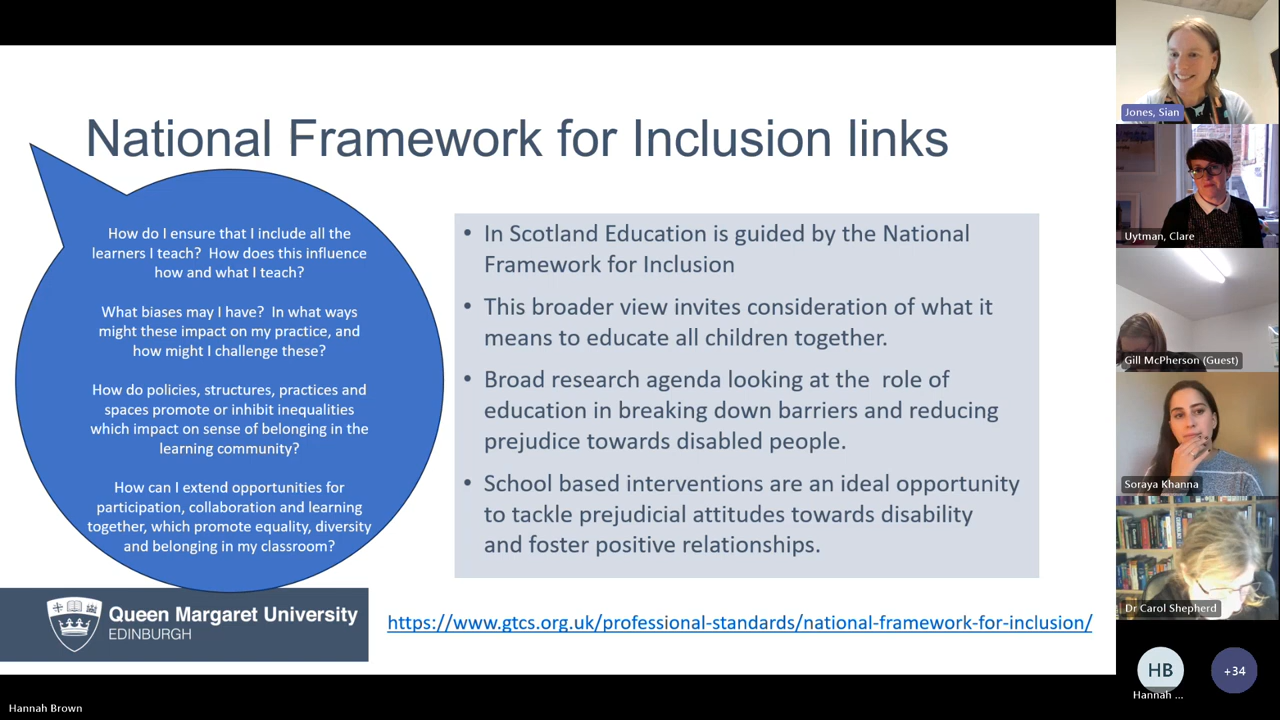 National Framework for Inclusion links
How do I ensure that I include all the
learners I teach?  How does this influence
how and what I teach?
What biases may I have?  In what ways
might these impact on my practice, and
how might I challenge these?
How do policies, structures, practices and
spaces promote or inhibit inequalities
which impact on sense of belonging in the
learning community?
How can I extend opportunities for
participation, collaboration and learning
together, which promote equality, diversity
and belonging in my classroom?
• In Scotland Education is guided by the National
Framework for Inclusion
• This broader view invites consideration of what it
means to educate all children together.
• Broad research agenda looking at the  role of
education in breaking down barriers and reducing
prejudice towards disabled people.
• School based interventions are an ideal opportunity
to tackle prejudicial attitudes towards disability
and foster positive relationships.
Queen Margaret University
EDINBURGH
https://www.gtcs.org.uk/professional-standards/national-framework-for-inclusion/
Jones, Sian
Uytman, Clare
Gill McPherson (Guest)
Soraya Khanna
Dr Carol Shepherd
HB
Hannah ...
+34
Hannah Brown